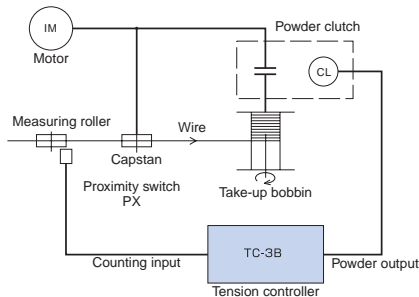 Powder clutch
IM
CL
Motor
Measuring roller
Wire
Capstan
Proximity switch
PX
Take-up bobbin
TC-3B
Counting input
Powder output
Tension controller